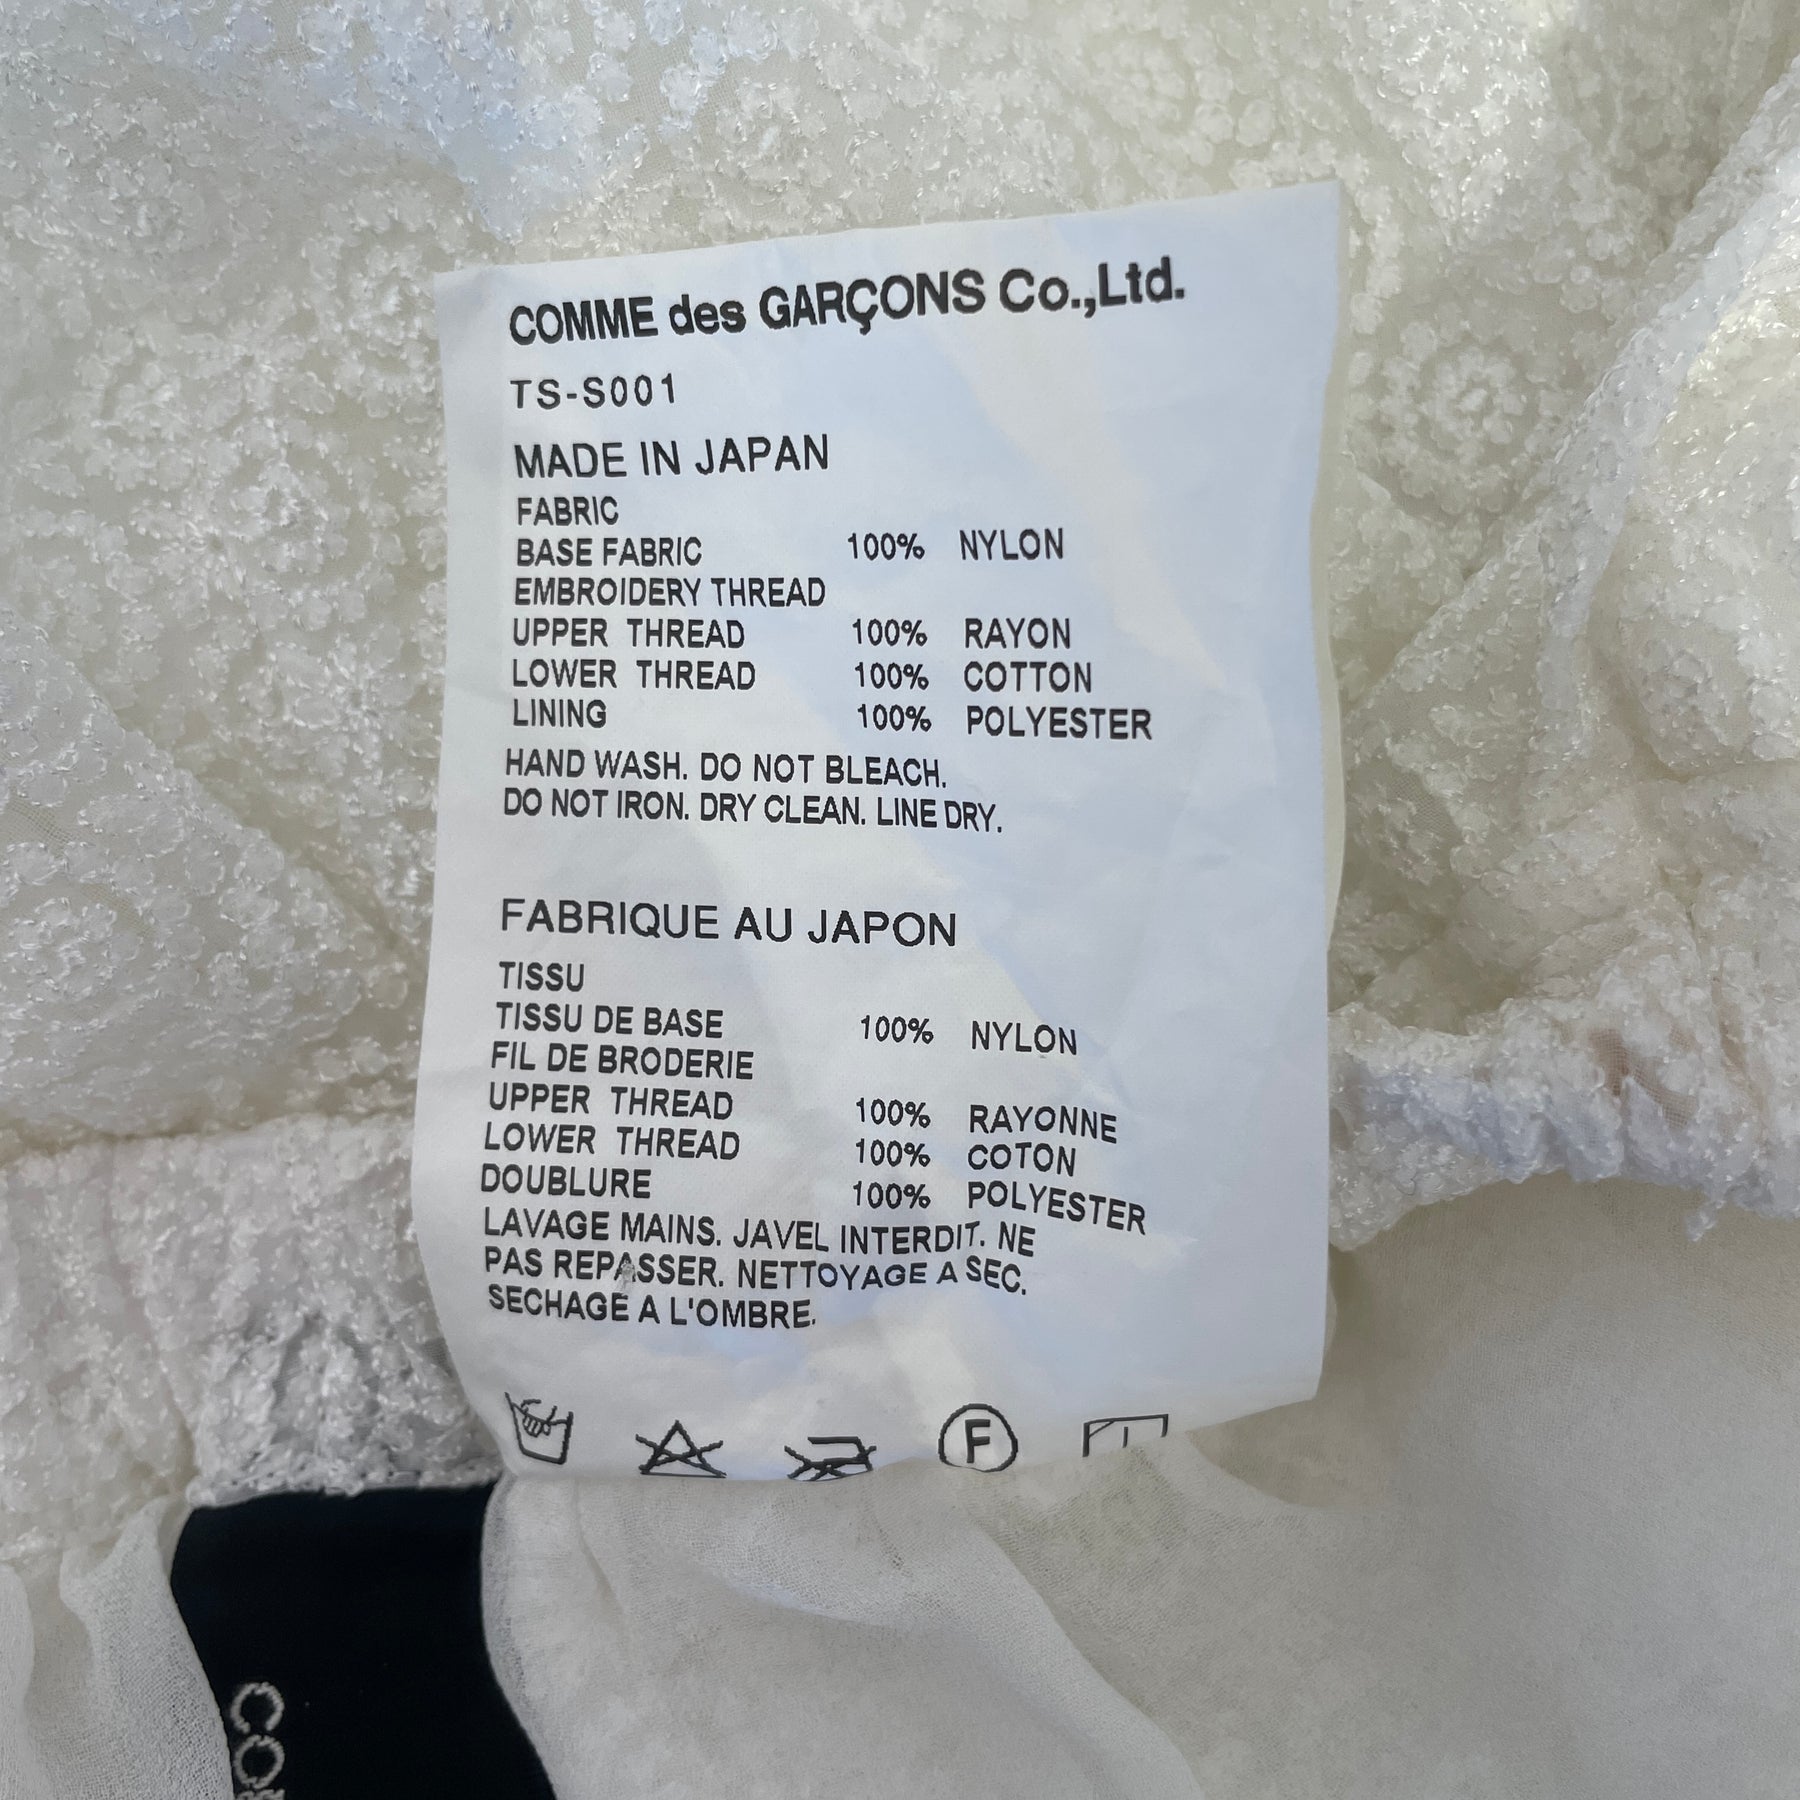 COMME des GARÇONS Co.,Ltd.
TS-S001
MADE IN JAPAN
FABRIC
BASE FABRIC 100% NYLON
EMBROIDERY THREAD
UPPER THREAD 100% RAYON
LOWER THREAD 100% COTTON
LINING 100% POLYESTER
HAND WASH. DO NOT BLEACH.
DO NOT IRON. DRY CLEAN. LINE DRY.
FABRIQUE AU JAPON
TISSU
TISSU DE BASE 100% NYLON
FIL DE BRODERIE
UPPER THREAD 100% RAYONNE
LOWER THREAD 100% COTON
DOUBLURE 100% POLYESTER
LAVAGE MAINS. JAVEL INTERDIT. NE
PAS REPASSER. NETTOYAGE A SEC.
SECHAGE A L'OMBRE.
F